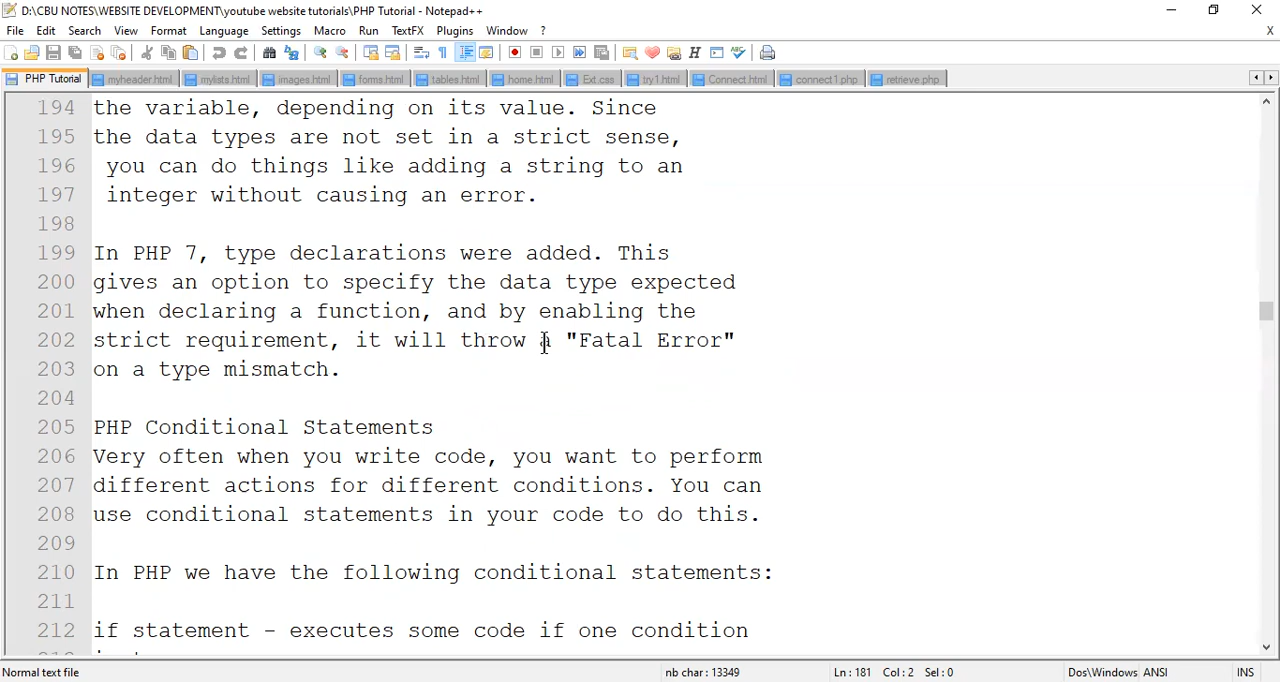 D:\CBU NOTES\WEBSITE DEVELOPMENT\youtube website tutorials\PHP Tutorial - Notepad++
File Edit Search View Format Language Settings Macro Run TextFX Plugins Window ?
X
PHP Tutorial myheader.html mylists.html images.html forms.html tables.html home.html Ext.css try1.html Connect.html connect1.php retrieve.php
194 the variable, depending on its value. Since
195 the data types are not set in a strict sense,
196 you can do things like adding a string to an
197 integer without causing an error.
198
199 In PHP 7, type declarations were added. This
200 gives an option to specify the data type expected
201 when declaring a function, and by enabling the
202 strict requirement, it will throw a "Fatal Error"
203 on a type mismatch.
204
205 PHP Conditional Statements
206 Very often when you write code, you want to perform
207 different actions for different conditions. You can
208 use conditional statements in your code to do this.
209
210 In PHP we have the following conditional statements:
211
212 if statement - executes some code if one condition
Normal text file nb char : 13349 Ln : 181 Col : 2 Sel : 0 Dos\Windows ANSI INS